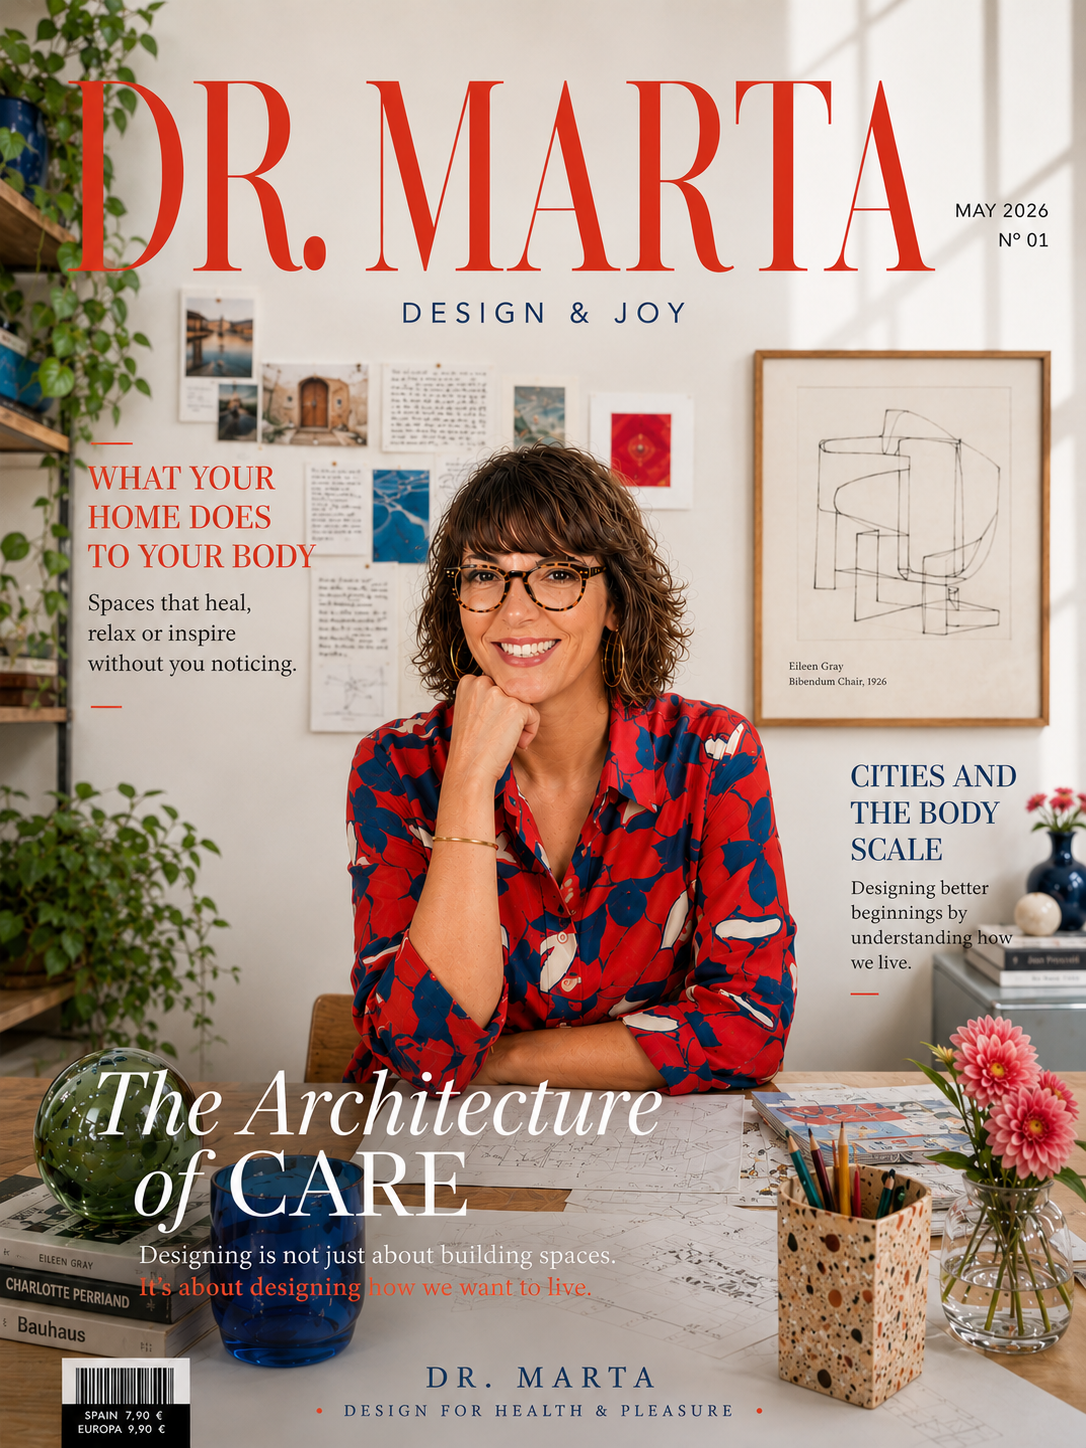 DR. MARTA
MAY 2026
Nº 01
DESIGN & JOY
WHAT YOUR
HOME DOES
TO YOUR BODY
Spaces that heal,
relax or inspire
without you noticing.
Eileen Gray
Bibendum Chair, 1926
CITIES AND
THE BODY
SCALE
Designing better
beginnings by
understanding how
we live.
The Architecture
of CARE
Designing is not just about building spaces.
It's about designing how we want to live.
EILEEN GRAY
CHARLOTTE PERRIAND
Bauhaus
SPAIN 7,90 €
EUROPA 9,90 €
DR. MARTA
• DESIGN FOR HEALTH & PLEASURE •